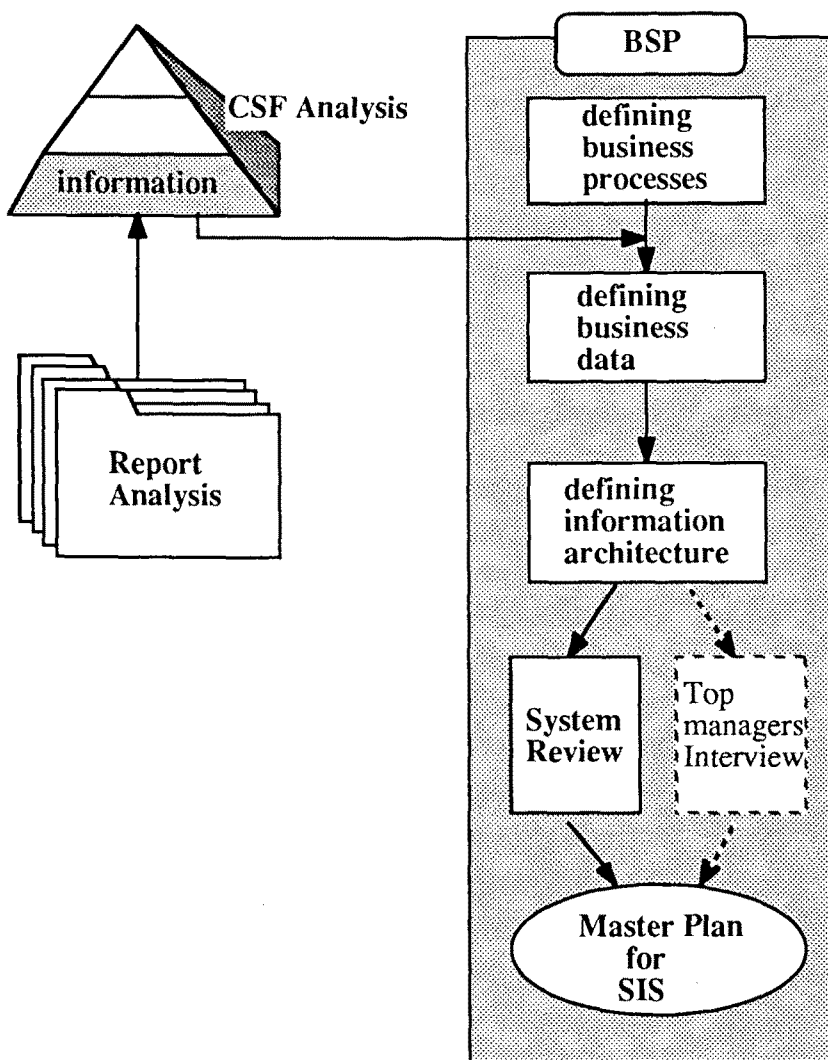 CSF Analysis
information
Report
Analysis
BSP
defining
business
processes
defining
business
data
defining
information
architecture
System
Review
Top
managers
Interview
Master Plan
for
SIS